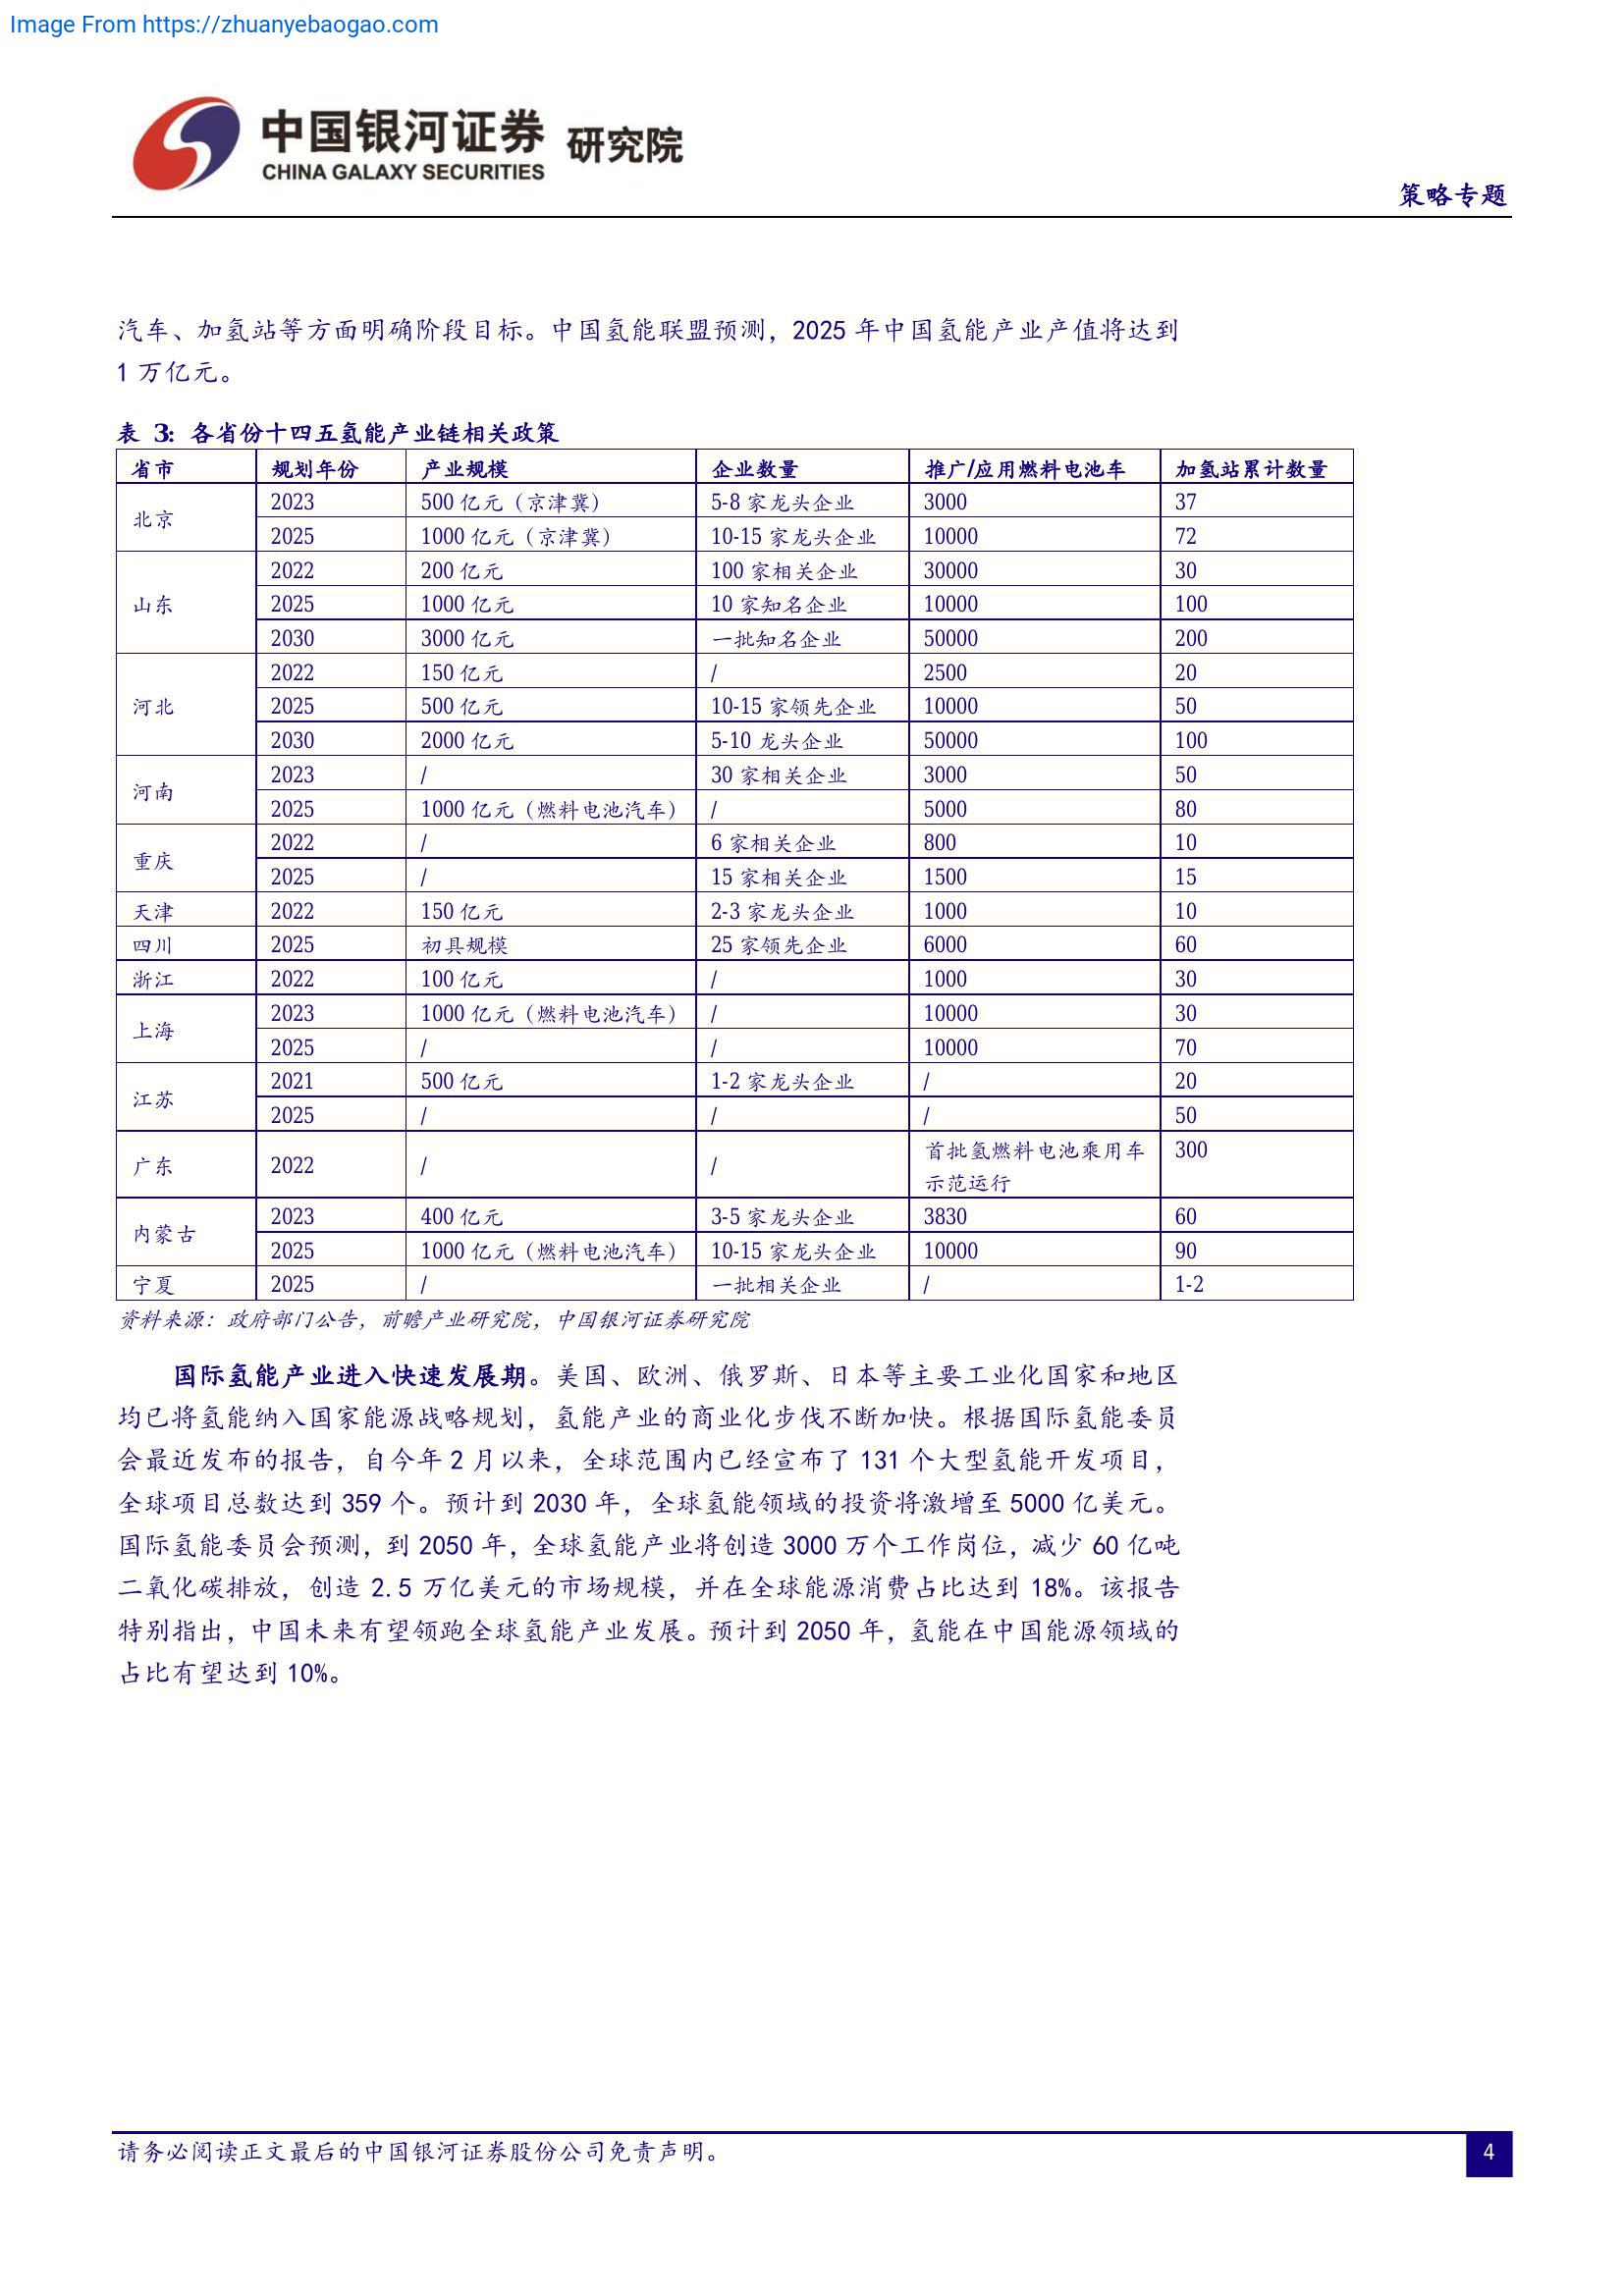 Image From https://zhuanyebaogao.com
中国银河证券 研究院
CHINA GALAXY SECURITIES
策略专题
汽车、加氢站等方面明确阶段目标。中国氢能联盟预测，2025 年中国氢能产业产值将达到
1 万亿元。
表 3: 各省份十四五氢能产业链相关政策
省市 规划年份 产业规模 企业数量 推广/应用燃料电池车 加氢站累计数量
北京 2023 500 亿元（京津冀） 5-8 家龙头企业 3000 37
2025 1000 亿元（京津冀） 10-15 家龙头企业 10000 72
山东 2022 200 亿元 100 家相关企业 30000 30
2025 1000 亿元 10 家知名企业 10000 100
2030 3000 亿元 一批知名企业 50000 200
河北 2022 150 亿元 / 2500 20
2025 500 亿元 10-15 家领先企业 10000 50
2030 2000 亿元 5-10 龙头企业 50000 100
河南 2023 / 30 家相关企业 3000 50
2025 1000 亿元（燃料电池汽车） / 5000 80
重庆 2022 / 6 家相关企业 800 10
2025 / 15 家相关企业 1500 15
天津 2022 150 亿元 2-3 家龙头企业 1000 10
四川 2025 初具规模 25 家领先企业 6000 60
浙江 2022 100 亿元 / 1000 30
上海 2023 1000 亿元（燃料电池汽车） / 10000 30
2025 / / 10000 70
江苏 2021 500 亿元 1-2 家龙头企业 / 20
2025 / / / 50
广东 2022 / / 首批氢燃料电池乘用车 300
示范运行
内蒙古 2023 400 亿元 3-5 家龙头企业 3830 60
2025 1000 亿元（燃料电池汽车） 10-15 家龙头企业 10000 90
宁夏 2025 / 一批相关企业 / 1-2
资料来源：政府部门公告，前瞻产业研究院，中国银河证券研究院
国际氢能产业进入快速发展期。美国、欧洲、俄罗斯、日本等主要工业化国家和地区
均已将氢能纳入国家能源战略规划，氢能产业的商业化步伐不断加快。根据国际氢能委员
会最近发布的报告，自今年 2 月以来，全球范围内已经宣布了 131 个大型氢能开发项目，
全球项目总数达到 359 个。预计到 2030 年，全球氢能领域的投资将激增至 5000 亿美元。
国际氢能委员会预测，到 2050 年，全球氢能产业将创造 3000 万个工作岗位，减少 60 亿吨
二氧化碳排放，创造 2.5 万亿美元的市场规模，并在全球能源消费占比达到 18%。该报告
特别指出，中国未来有望领跑全球氢能产业发展。预计到 2050 年，氢能在中国能源领域的
占比有望达到 10%。
请务必阅读正文最后的中国银河证券股份公司免责声明。
4